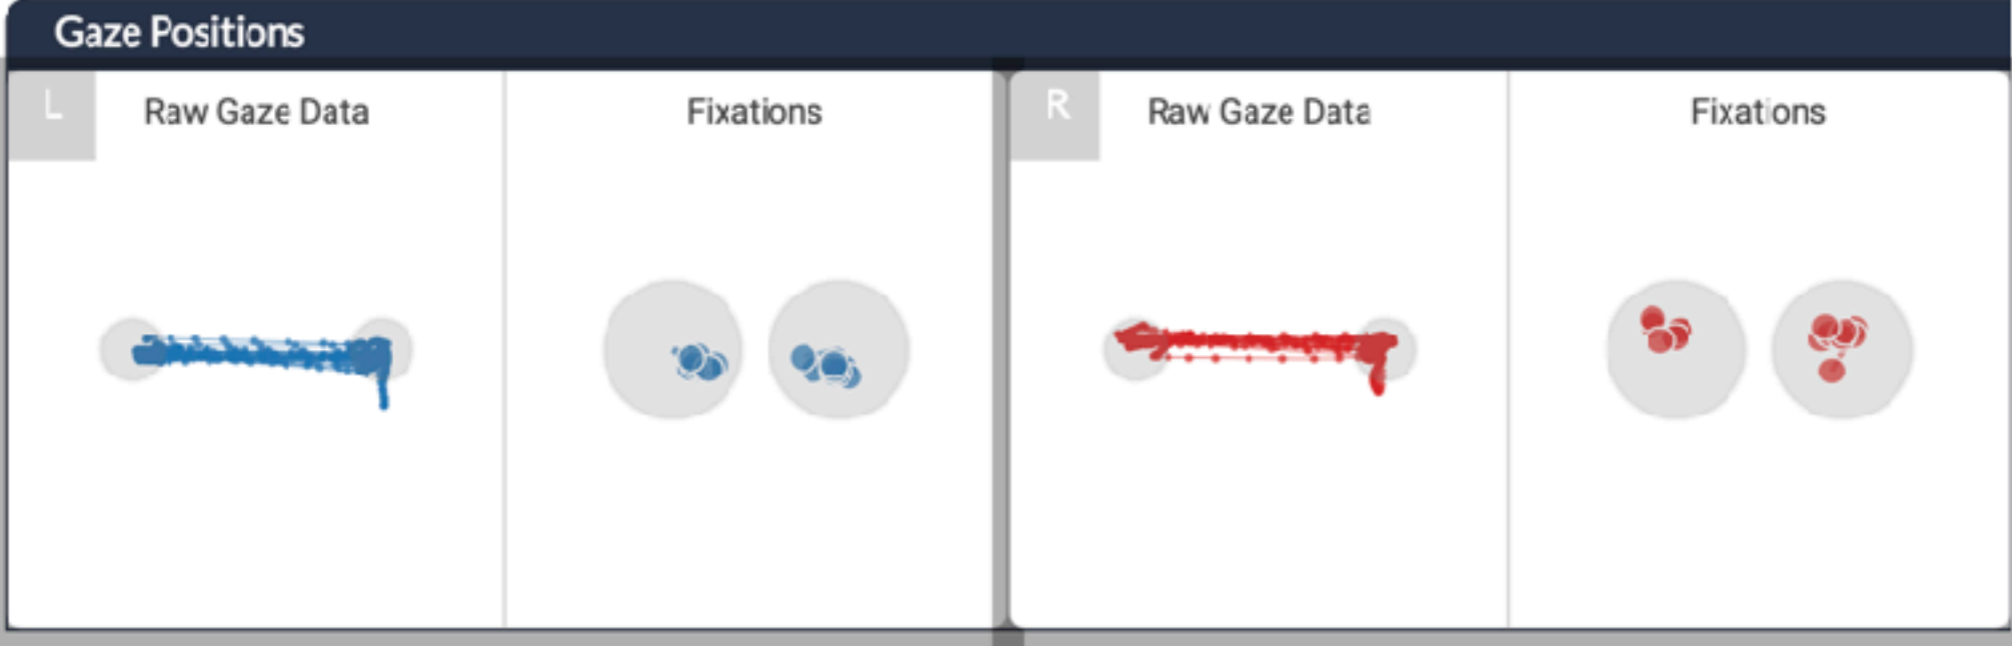 Gaze Positions
L
Raw Gaze Data
Fixations
R
Raw Gaze Data
Fixations